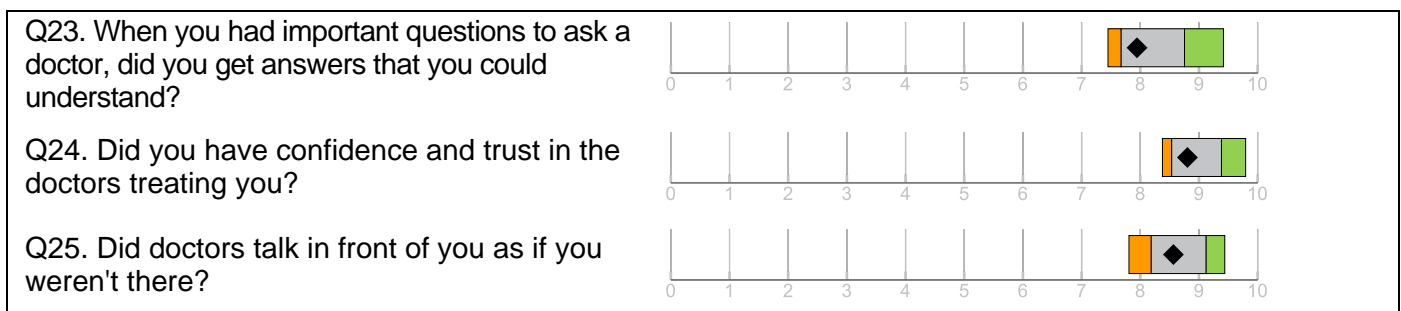 Q23. When you had important questions to ask a
doctor, did you get answers that you could
understand?
0 1 2 3 4 5 6 7 8 9 10
Q24. Did you have confidence and trust in the
doctors treating you?
0 1 2 3 4 5 6 7 8 9 10
Q25. Did doctors talk in front of you as if you
weren't there?
0 1 2 3 4 5 6 7 8 9 10